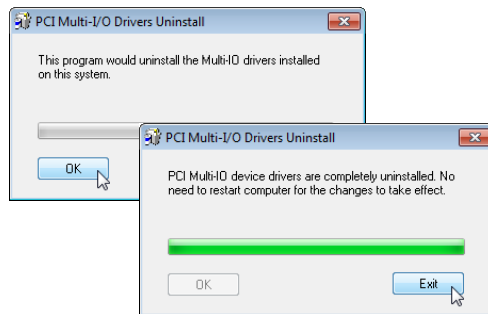 PCI Multi-I/O Drivers Uninstall
This program would uninstall the Multi-IO drivers installed
on this system.
OK
PCI Multi-I/O Drivers Uninstall
PCI Multi-IO device drivers are completely uninstalled. No
need to restart computer for the changes to take effect.
OK
Exit